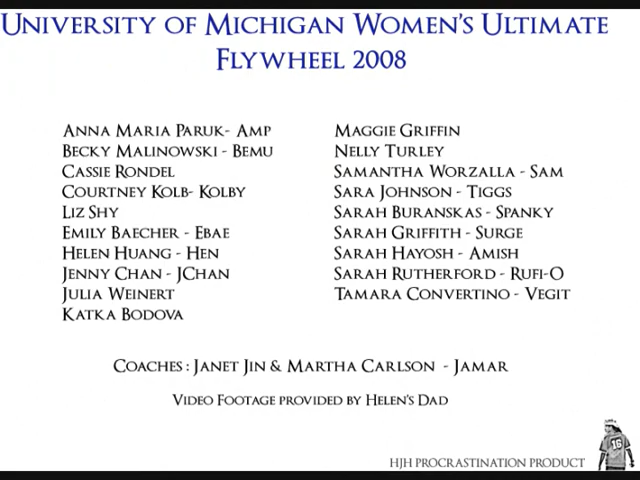 University of Michigan Women's Ultimate
Flywheel 2008
Anna Maria Paruk- Amp
Becky Malinowski - Bemu
Cassie Rondel
Courtney Kolb- Kolby
Liz Shy
Emily Baecher - Ebae
Helen Huang - Hen
Jenny Chan - JChan
Julia Weinert
Katka Bodova
Maggie Griffin
Nelly Turley
Samantha Worzalla - Sam
Sara Johnson - Tiggs
Sarah Buranskas - Spanky
Sarah Griffith - Surge
Sarah Hayosh - Amish
Sarah Rutherford - Rufi-O
Tamara Convertino - Vegit
Coaches : Janet Jin & Martha Carlson - Jamar
Video Footage provided by Helen's Dad
HJH PROCRASTINATION PRODUCT
16